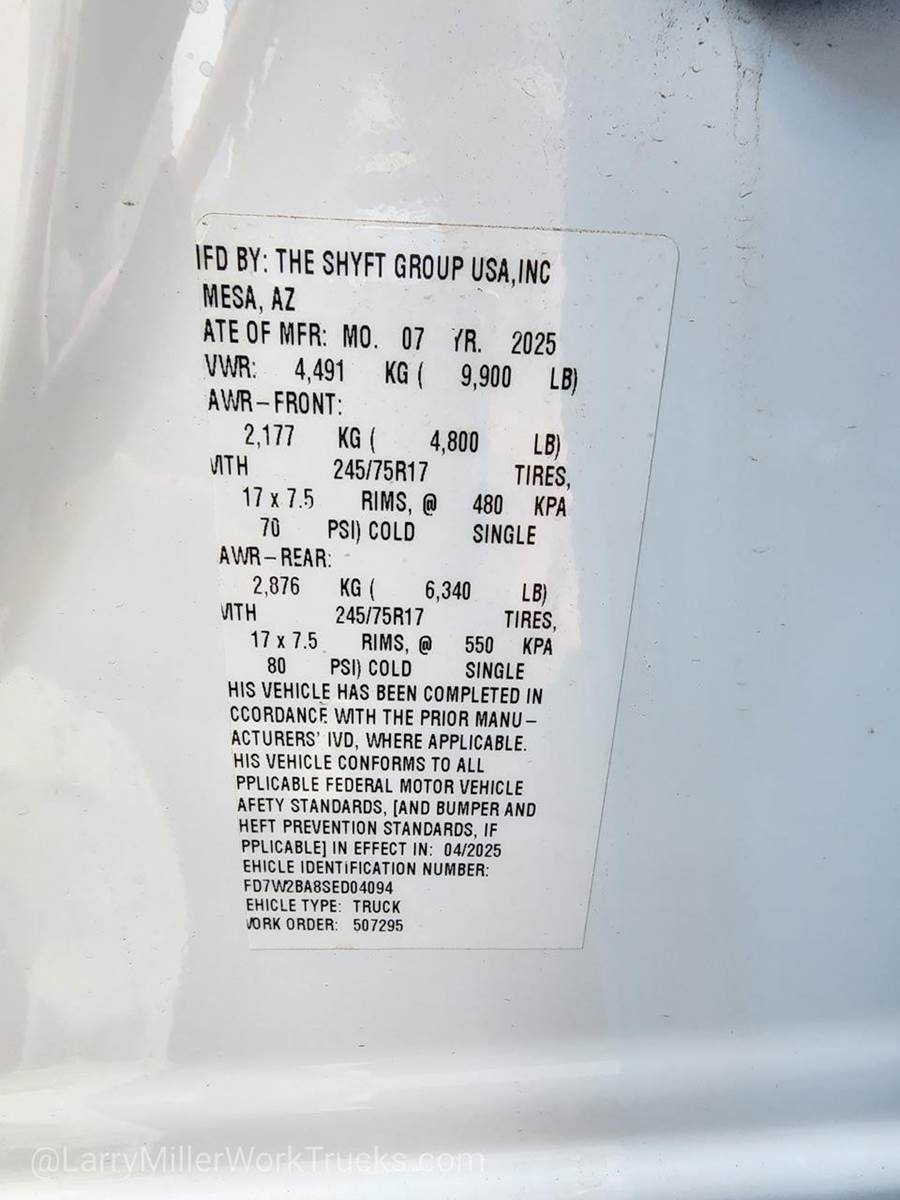 IFD BY: THE SHYFT GROUP USA,INC
MESA, AZ
ATE OF MFR: MO. 07 YR. 2025
VWR: 4,491 KG ( 9,900 LB)
AWR-FRONT:
2,177 KG ( 4,800 LB)
VITH 245/75R17 TIRES,
17 x 7.5 RIMS, @ 480 KPA
70 PSI) COLD SINGLE
AWR-REAR:
2,876 KG ( 6,340 LB)
VITH 245/75R17 TIRES,
17 x 7.5 RIMS, @ 550 KPA
80 PSI) COLD SINGLE
HIS VEHICLE HAS BEEN COMPLETED IN
CCORDANCE WITH THE PRIOR MANU-
ACTURERS' IVD, WHERE APPLICABLE.
HIS VEHICLE CONFORMS TO ALL
PPLICABLE FEDERAL MOTOR VEHICLE
AFETY STANDARDS, [AND BUMPER AND
HEFT PREVENTION STANDARDS, IF
PPLICABLE] IN EFFECT IN: 04/2025
EHICLE IDENTIFICATION NUMBER:
FD7W2BA8SED04094
EHICLE TYPE: TRUCK
VORK ORDER: 507295
@LarryMillerWorkTrucks.com